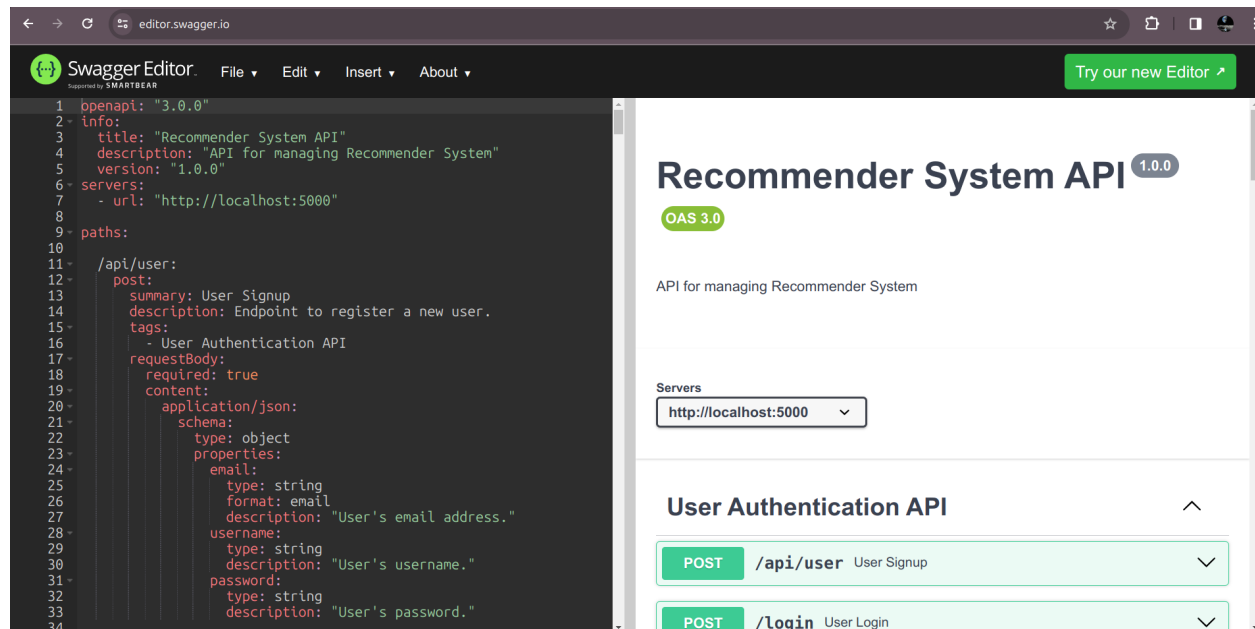 editor.swagger.io
Swagger Editor
Supported by SMARTBEAR
File Edit Insert About
Try our new Editor
1 openapi: "3.0.0"
2 info:
3 title: "Recommender System API"
4 description: "API for managing Recommender System"
5 version: "1.0.0"
6 servers:
7 - url: "http://localhost:5000"
8
9 paths:
10
11 /api/user:
12 post:
13 summary: User Signup
14 description: Endpoint to register a new user.
15 tags:
16 - User Authentication API
17 requestBody:
18 required: true
19 content:
20 application/json:
21 schema:
22 type: object
23 properties:
24 email:
25 type: string
26 format: email
27 description: "User's email address."
28 username:
29 type: string
30 description: "User's username."
31 password:
32 type: string
33 description: "User's password."
34
Recommender System API 1.0.0
OAS 3.0
API for managing Recommender System
Servers
http://localhost:5000
User Authentication API
POST /api/user User Signup
POST /login User Login